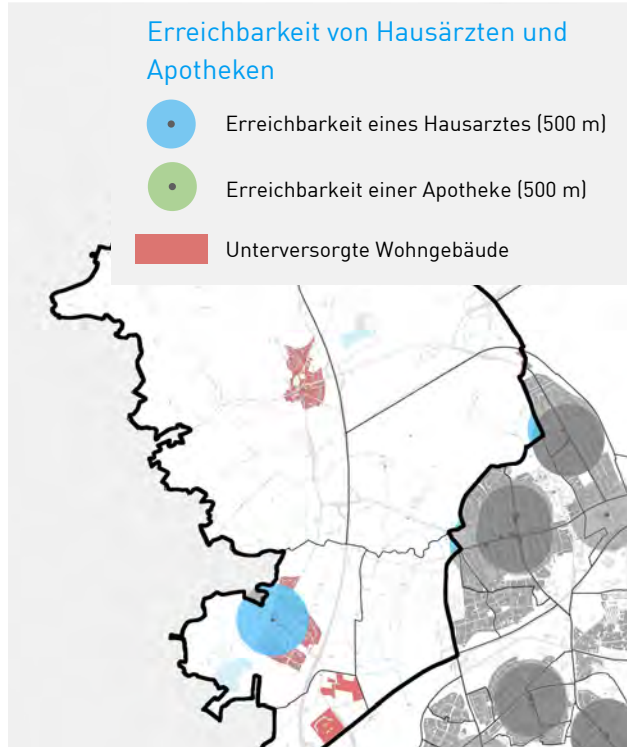 Erreichbarkeit von Hausärzten und
Apotheken
Erreichbarkeit eines Hausarztes (500 m)
Erreichbarkeit einer Apotheke (500 m)
Unterversorgte Wohngebäude